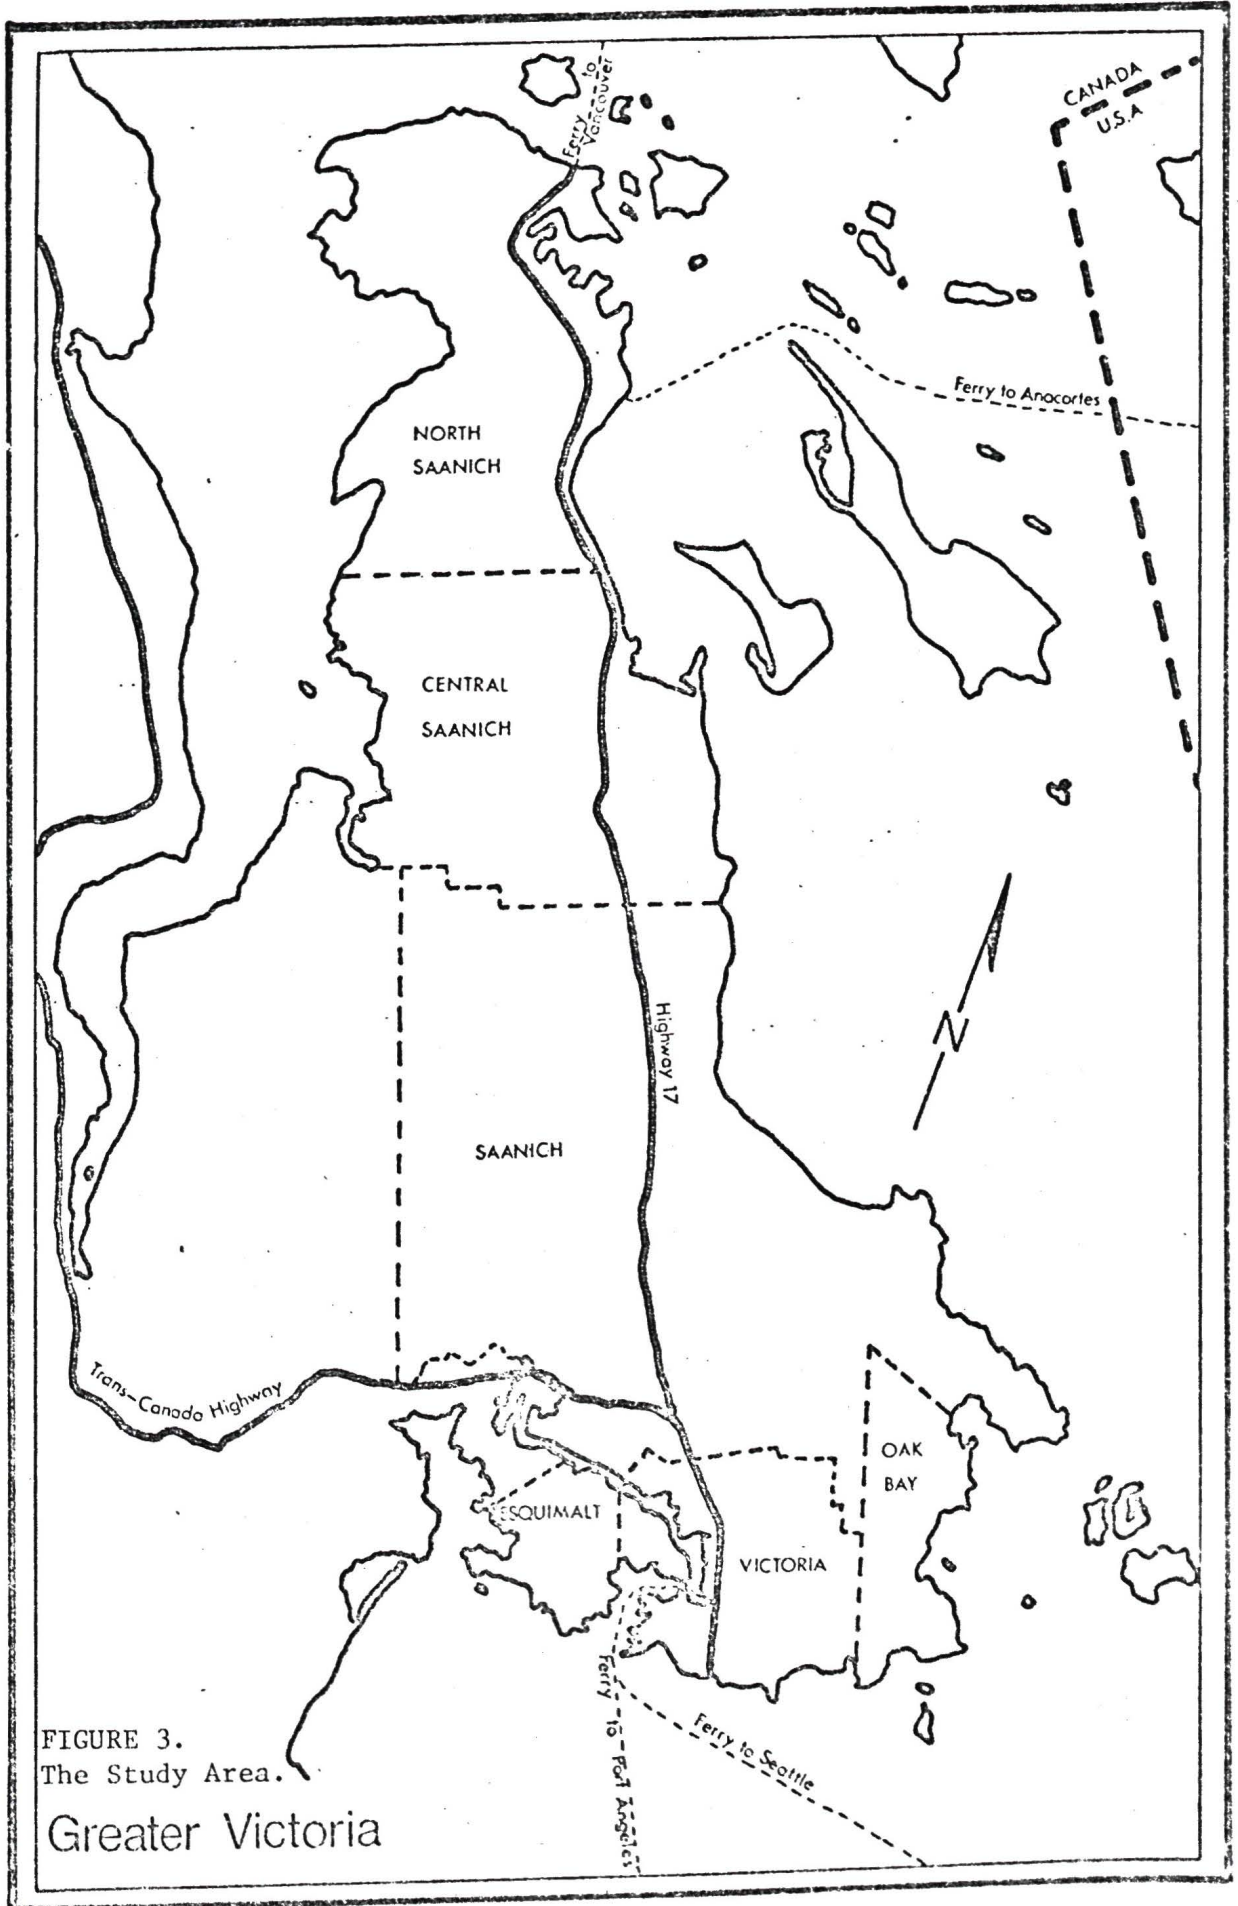 Ferry to
Vancouver
CANADA
U.S.A
Ferry to Anacortes
NORTH
SAANICH
CENTRAL
SAANICH
Highway 17
N
SAANICH
Trans-Canada Highway
OAK
BAY
ESQUIMALT
VICTORIA
Ferry to Port Angeles
Ferry to Seattle
FIGURE 3.
The Study Area.
Greater Victoria